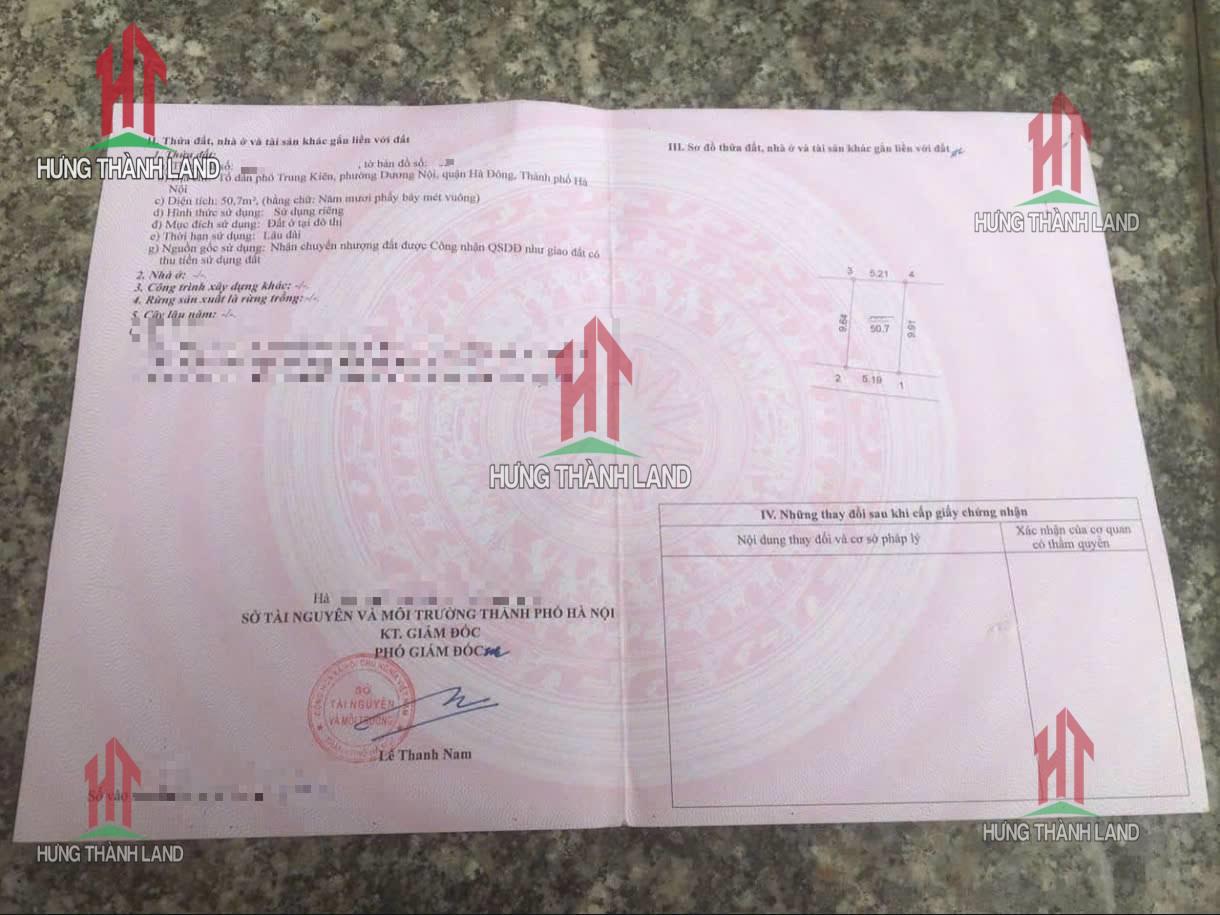 HƯNG THÀNH LAND
II. Thửa đất, nhà ở và tài sản khác gắn liền với đất
1. Thửa đất:
số: , tờ bản đồ số:
Tổ dân phố Trung Kiên, phường Dương Nội, quận Hà Đông, Thành phố Hà
Nội
c) Diện tích: 50,7m², (bằng chữ: Năm mươi phẩy bảy mét vuông)
d) Hình thức sử dụng: Sử dụng riêng
đ) Mục đích sử dụng: Đất ở tại đô thị
e) Thời hạn sử dụng: Lâu dài
g) Nguồn gốc sử dụng: Nhận chuyển nhượng đất được Công nhận QSDĐ như giao đất có
thu tiền sử dụng đất
2. Nhà ở: -/-
3. Công trình xây dựng khác: -/-
4. Rừng sản xuất là rừng trồng: -/-
5. Cây lâu năm: -/-
Hà
SỞ TÀI NGUYÊN VÀ MÔI TRƯỜNG THÀNH PHỐ HÀ NỘI
KT. GIÁM ĐỐC
PHÓ GIÁM ĐỐC
SỞ
TÀI NGUYÊN
VÀ MÔI TRƯỜNG
Lê Thanh Nam
Số vào
HƯNG THÀNH LAND
HƯNG THÀNH LAND
III. Sơ đồ thửa đất, nhà ở và tài sản khác gắn liền với đất
HƯNG THÀNH LAND
3 5.21 4
9.64 50.7 9.91
2 5.19 1
IV. Những thay đổi sau khi cấp giấy chứng nhận
Nội dung thay đổi và cơ sở pháp lý
Xác nhận của cơ quan
có thẩm quyền
HƯNG THÀNH LAND